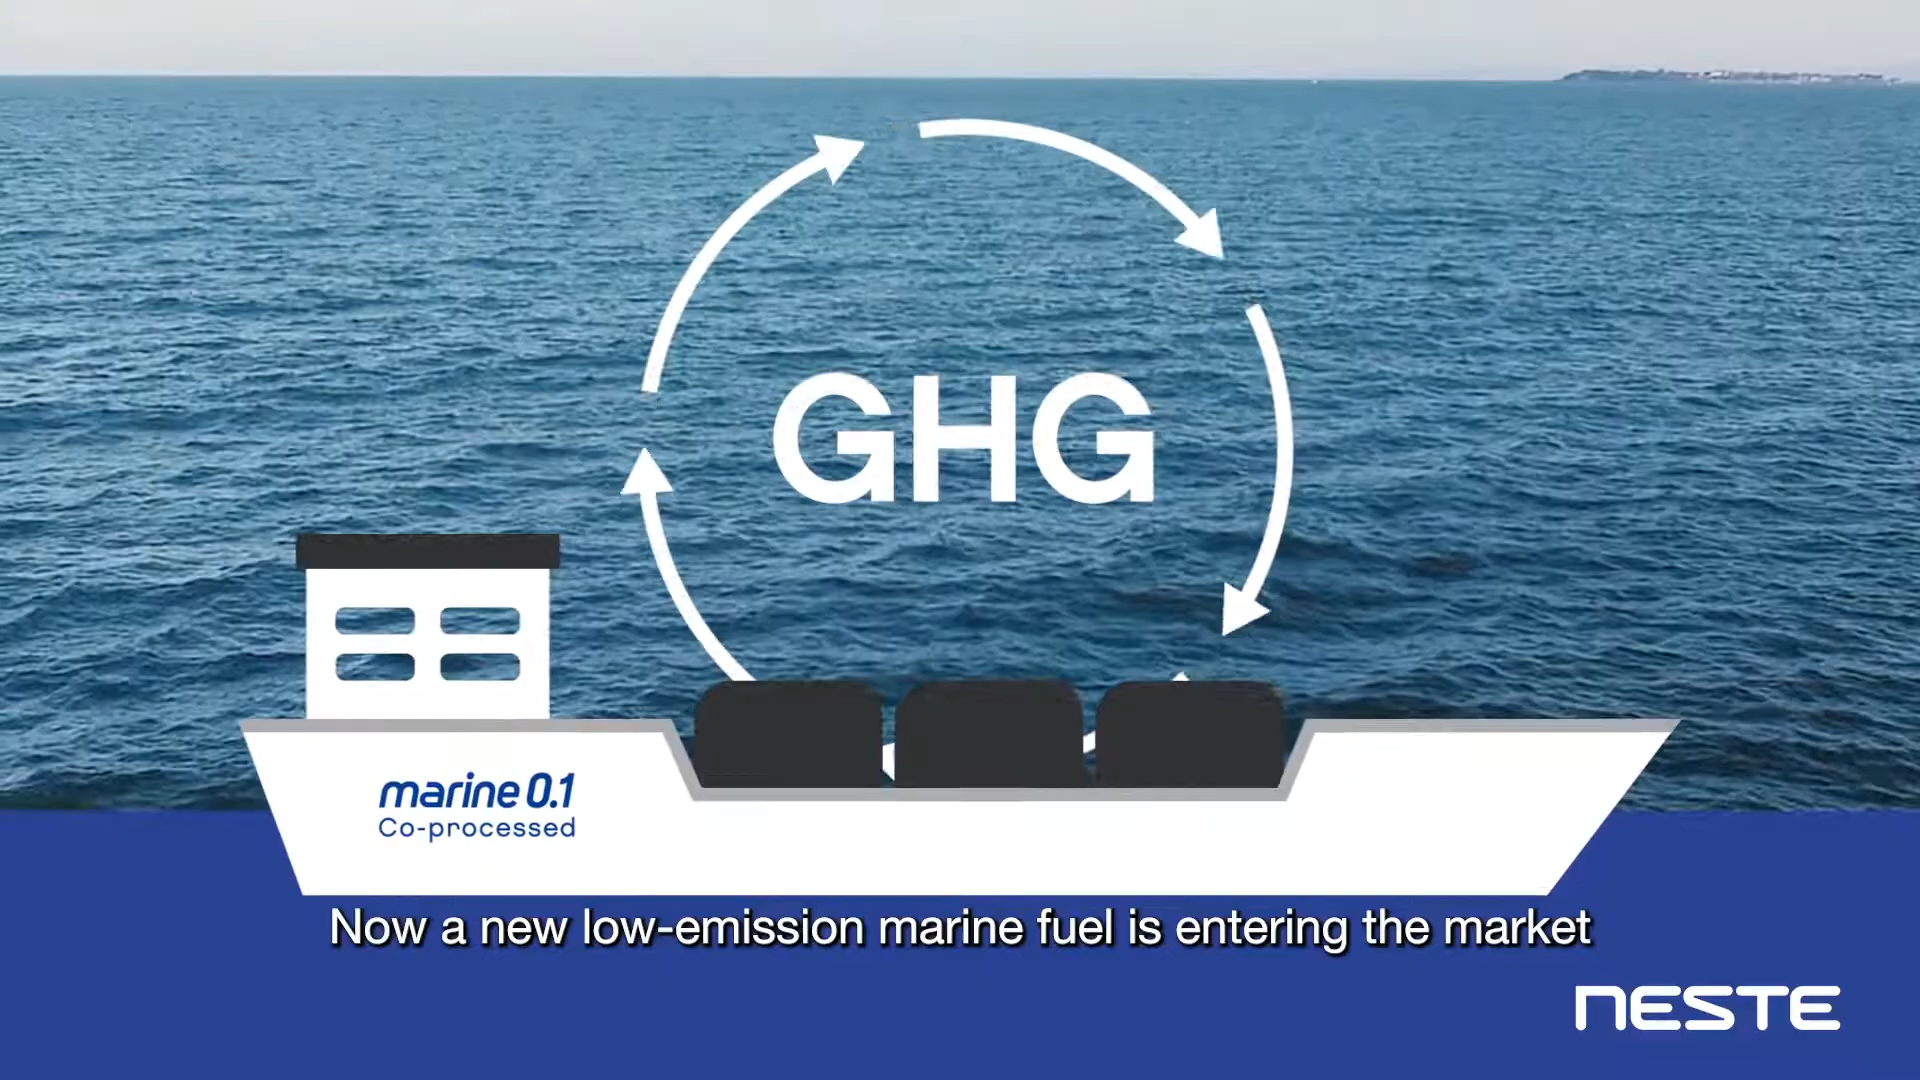 GHG
marine 0.1
Co-processed
Now a new low-emission marine fuel is entering the market
NESTE